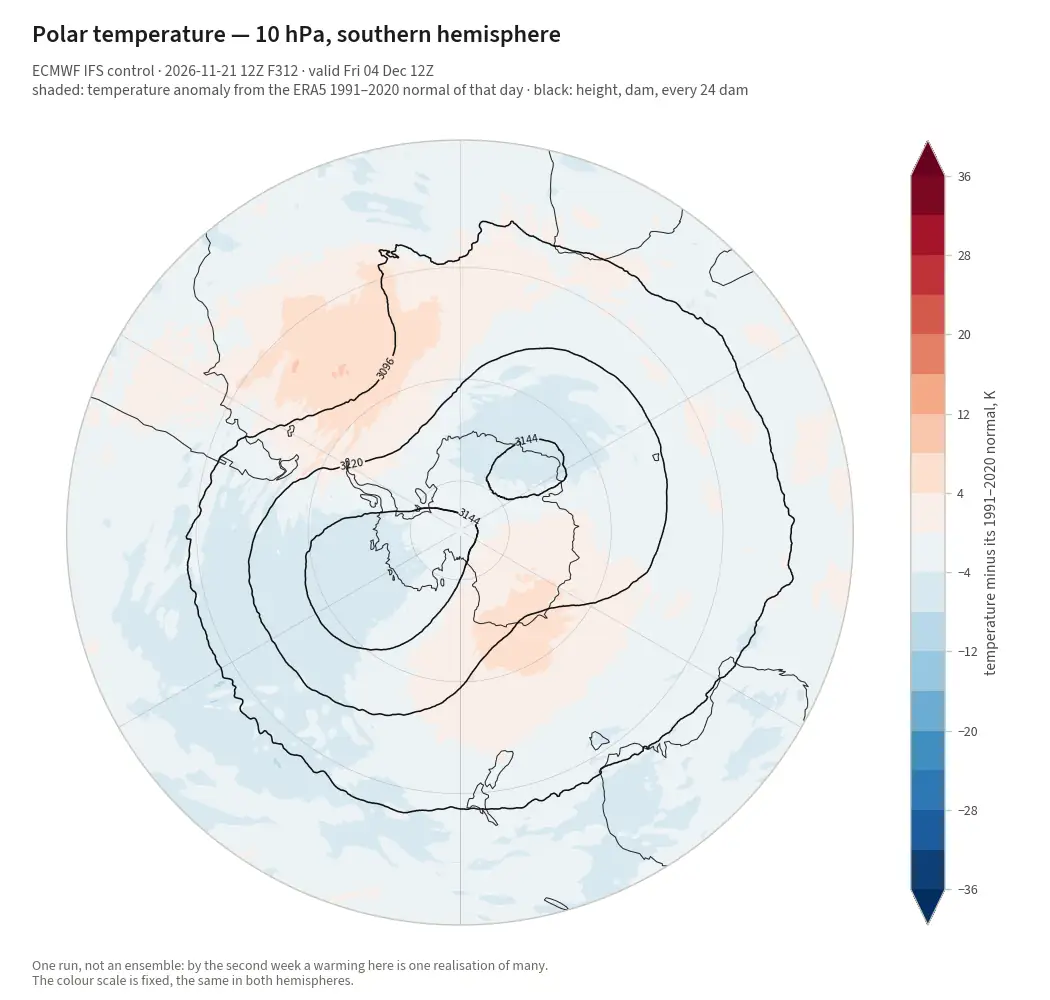 Polar temperature — 10 hPa, southern hemisphere
ECMWF IFS control · 2026-11-21 12Z F312 · valid Fri 04 Dec 12Z
shaded: temperature anomaly from the ERA5 1991–2020 normal of that day · black: height, dam, every 24 dam
36
28
20
12
4
−4
−12
−20
−28
−36
temperature minus its 1991–2020 normal, K
3096
3144
3220
3144
One run, not an ensemble: by the second week a warming here is one realisation of many.
The colour scale is fixed, the same in both hemispheres.